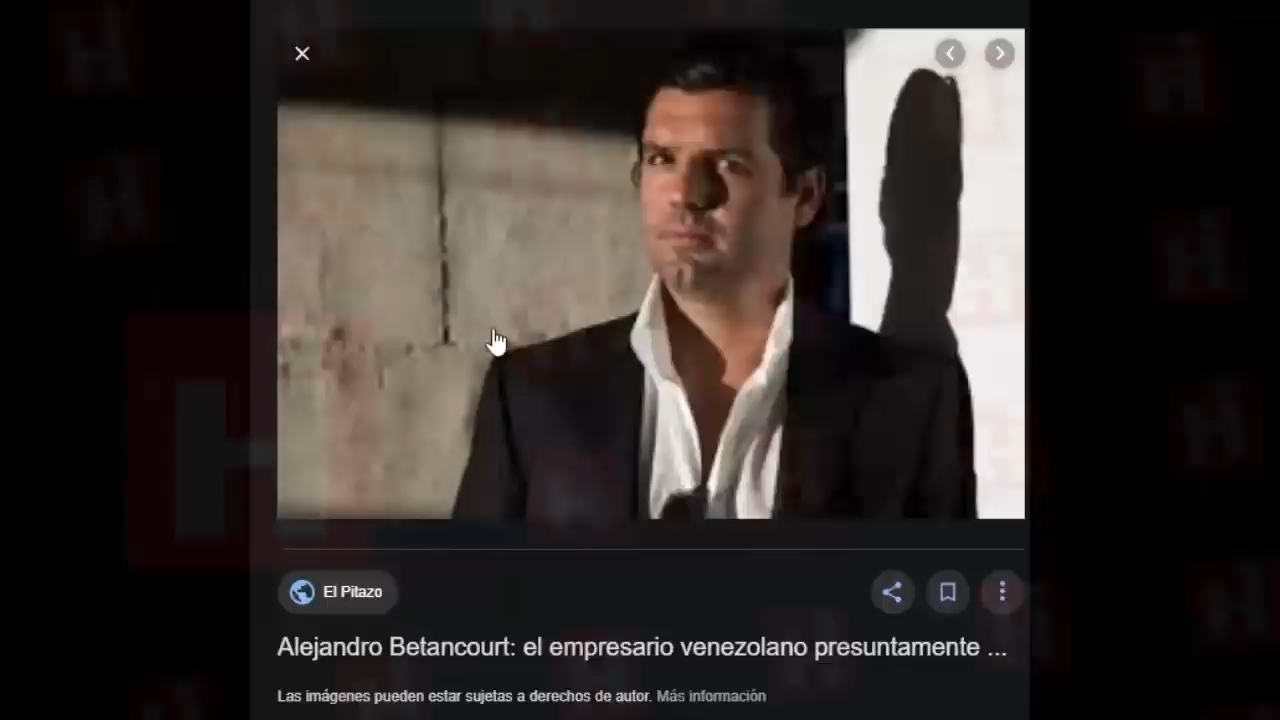 El Pitazo
Alejandro Betancourt: el empresario venezolano presuntamente ...
Las imágenes pueden estar sujetas a derechos de autor. Más información